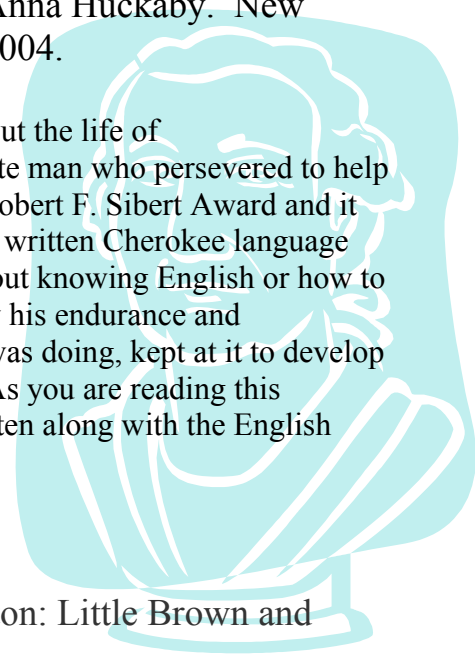 Anna Huckaby. New
004.
ut the life of
te man who persevered to help
obert F. Sibert Award and it
written Cherokee language
out knowing English or how to
his endurance and
was doing, kept at it to develop
As you are reading this
ten along with the English
on: Little Brown and